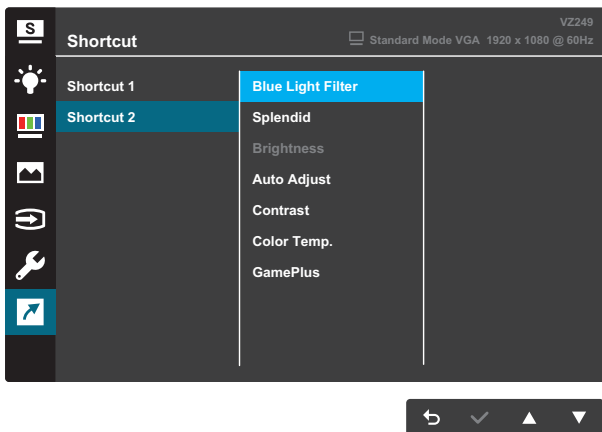 VZ249
S
Shortcut
Standard Mode VGA 1920 x 1080 @ 60Hz
Shortcut 1
Shortcut 2
Blue Light Filter
Splendid
Brightness
Auto Adjust
Contrast
Color Temp.
GamePlus